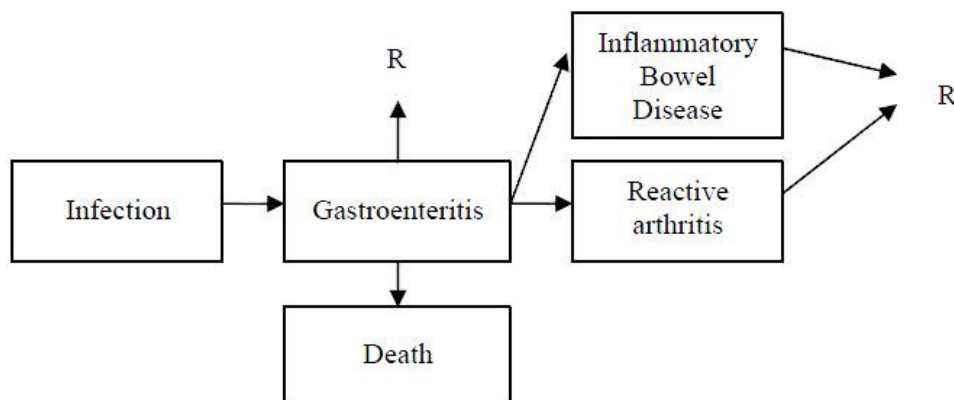 R
Inflammatory
Bowel
Disease
R
Infection
Gastroenteritis
Reactive
arthritis
Death